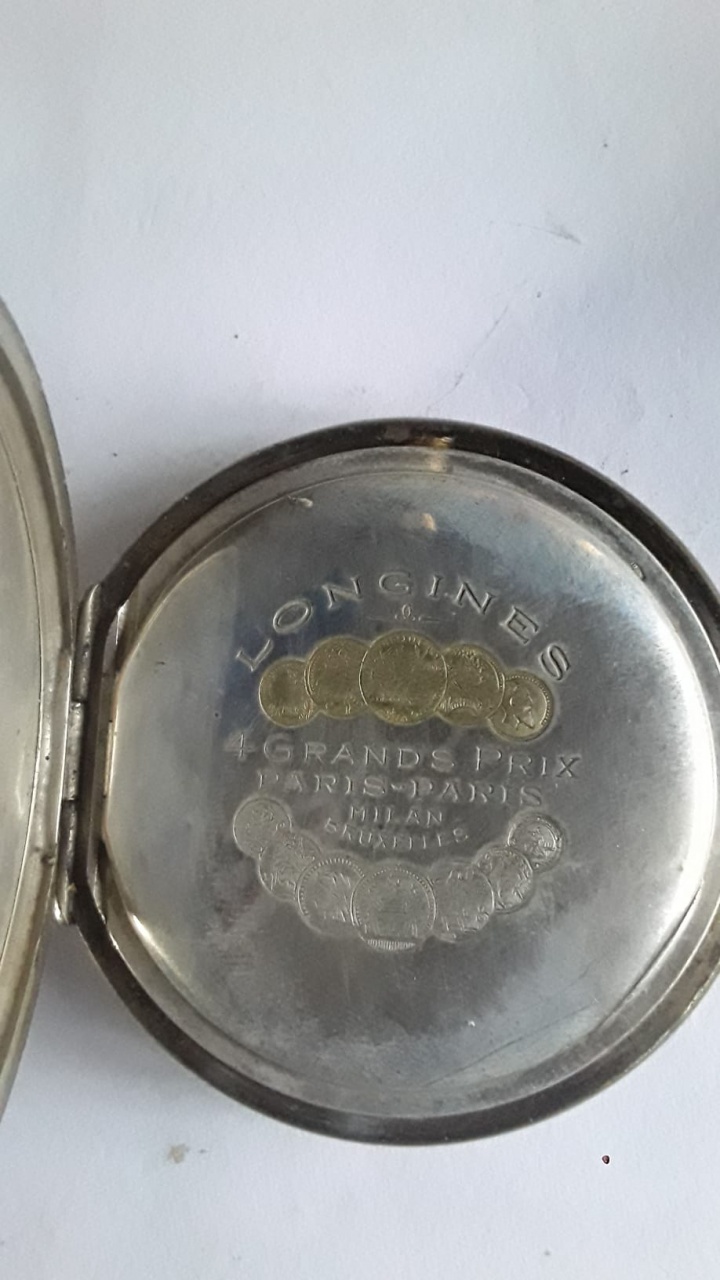 LONGINES
4 GRANDS PRIX
PARIS-PARIS
MILAN
BRUXELLES